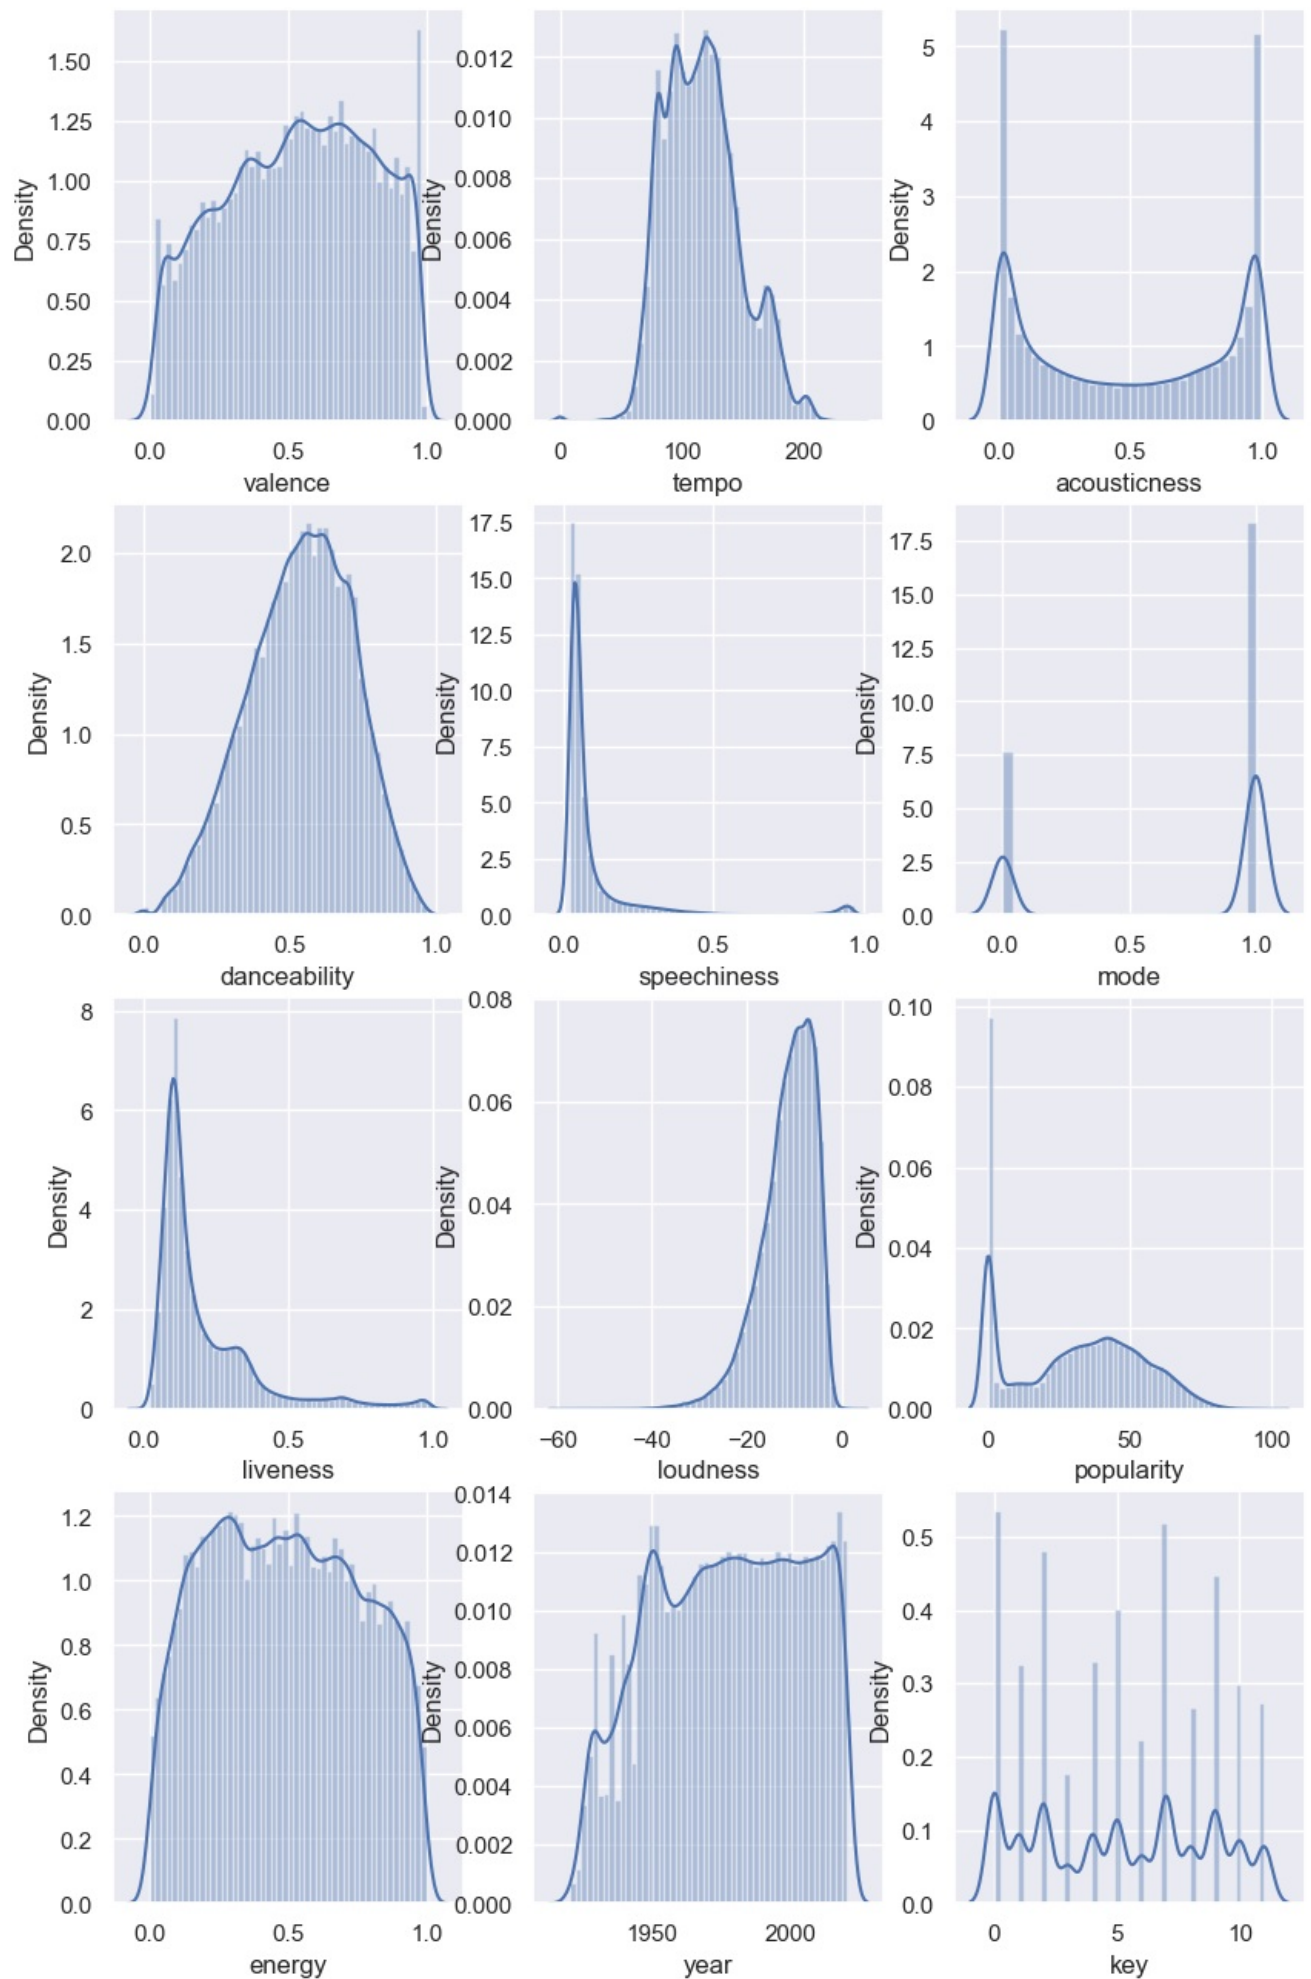 Density
1.50
1.25
1.00
0.75
0.50
0.25
0.00
0.0 0.5 1.0
valence
Density
0.012
0.010
0.008
0.006
0.004
0.002
0.000
0 100 200
tempo
Density
5
4
3
2
1
0
0.0 0.5 1.0
acousticness
Density
2.0
1.5
1.0
0.5
0.0
0.0 0.5 1.0
danceability
Density
17.5
15.0
12.5
10.0
7.5
5.0
2.5
0.0
0.0 0.5 1.0
speechiness
Density
17.5
15.0
12.5
10.0
7.5
5.0
2.5
0.0
0.0 0.5 1.0
mode
Density
8
6
4
2
0
0.0 0.5 1.0
liveness
Density
0.08
0.06
0.04
0.02
0.00
−60 −40 −20 0
loudness
Density
0.10
0.08
0.06
0.04
0.02
0.00
0 50 100
popularity
Density
1.2
1.0
0.8
0.6
0.4
0.2
0.0
0.0 0.5 1.0
energy
Density
0.014
0.012
0.010
0.008
0.006
0.004
0.002
0.000
1950 2000
year
Density
0.5
0.4
0.3
0.2
0.1
0.0
0 5 10
key